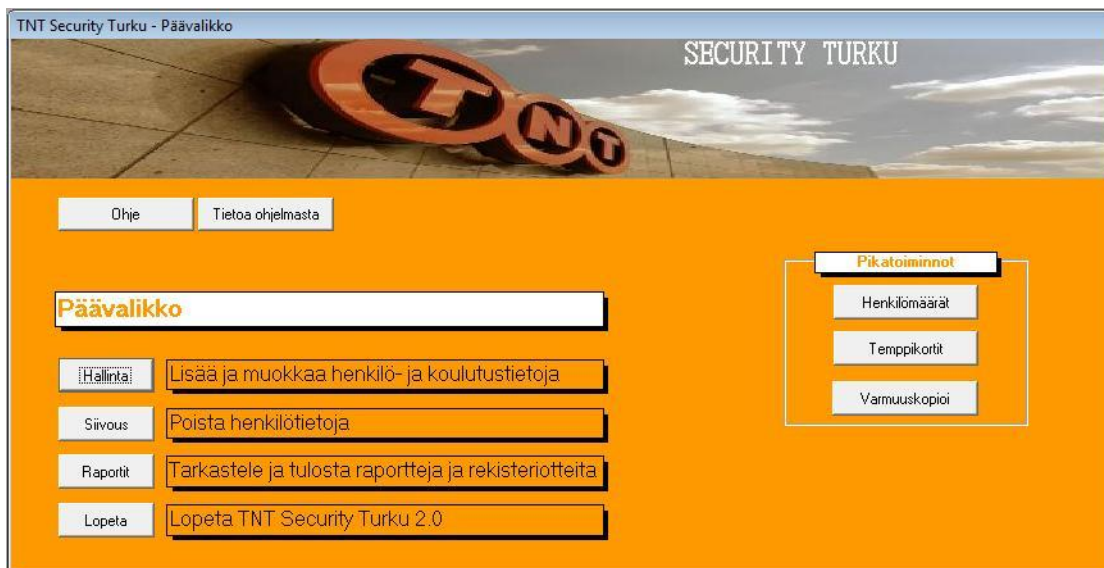 TNT Security Turku - Päävalikko
SECURITY TURKU
TNT
Ohje
Tietoa ohjelmasta
Pikatoiminnot
Henkilömäärät
Temppikortit
Varmuuskopioi
Päävalikko
Hallinta
Lisää ja muokkaa henkilö- ja koulutustietoja
Siivous
Poista henkilötietoja
Raportit
Tarkastele ja tulosta raportteja ja rekisteriotteita
Lopeta
Lopeta TNT Security Turku 2.0